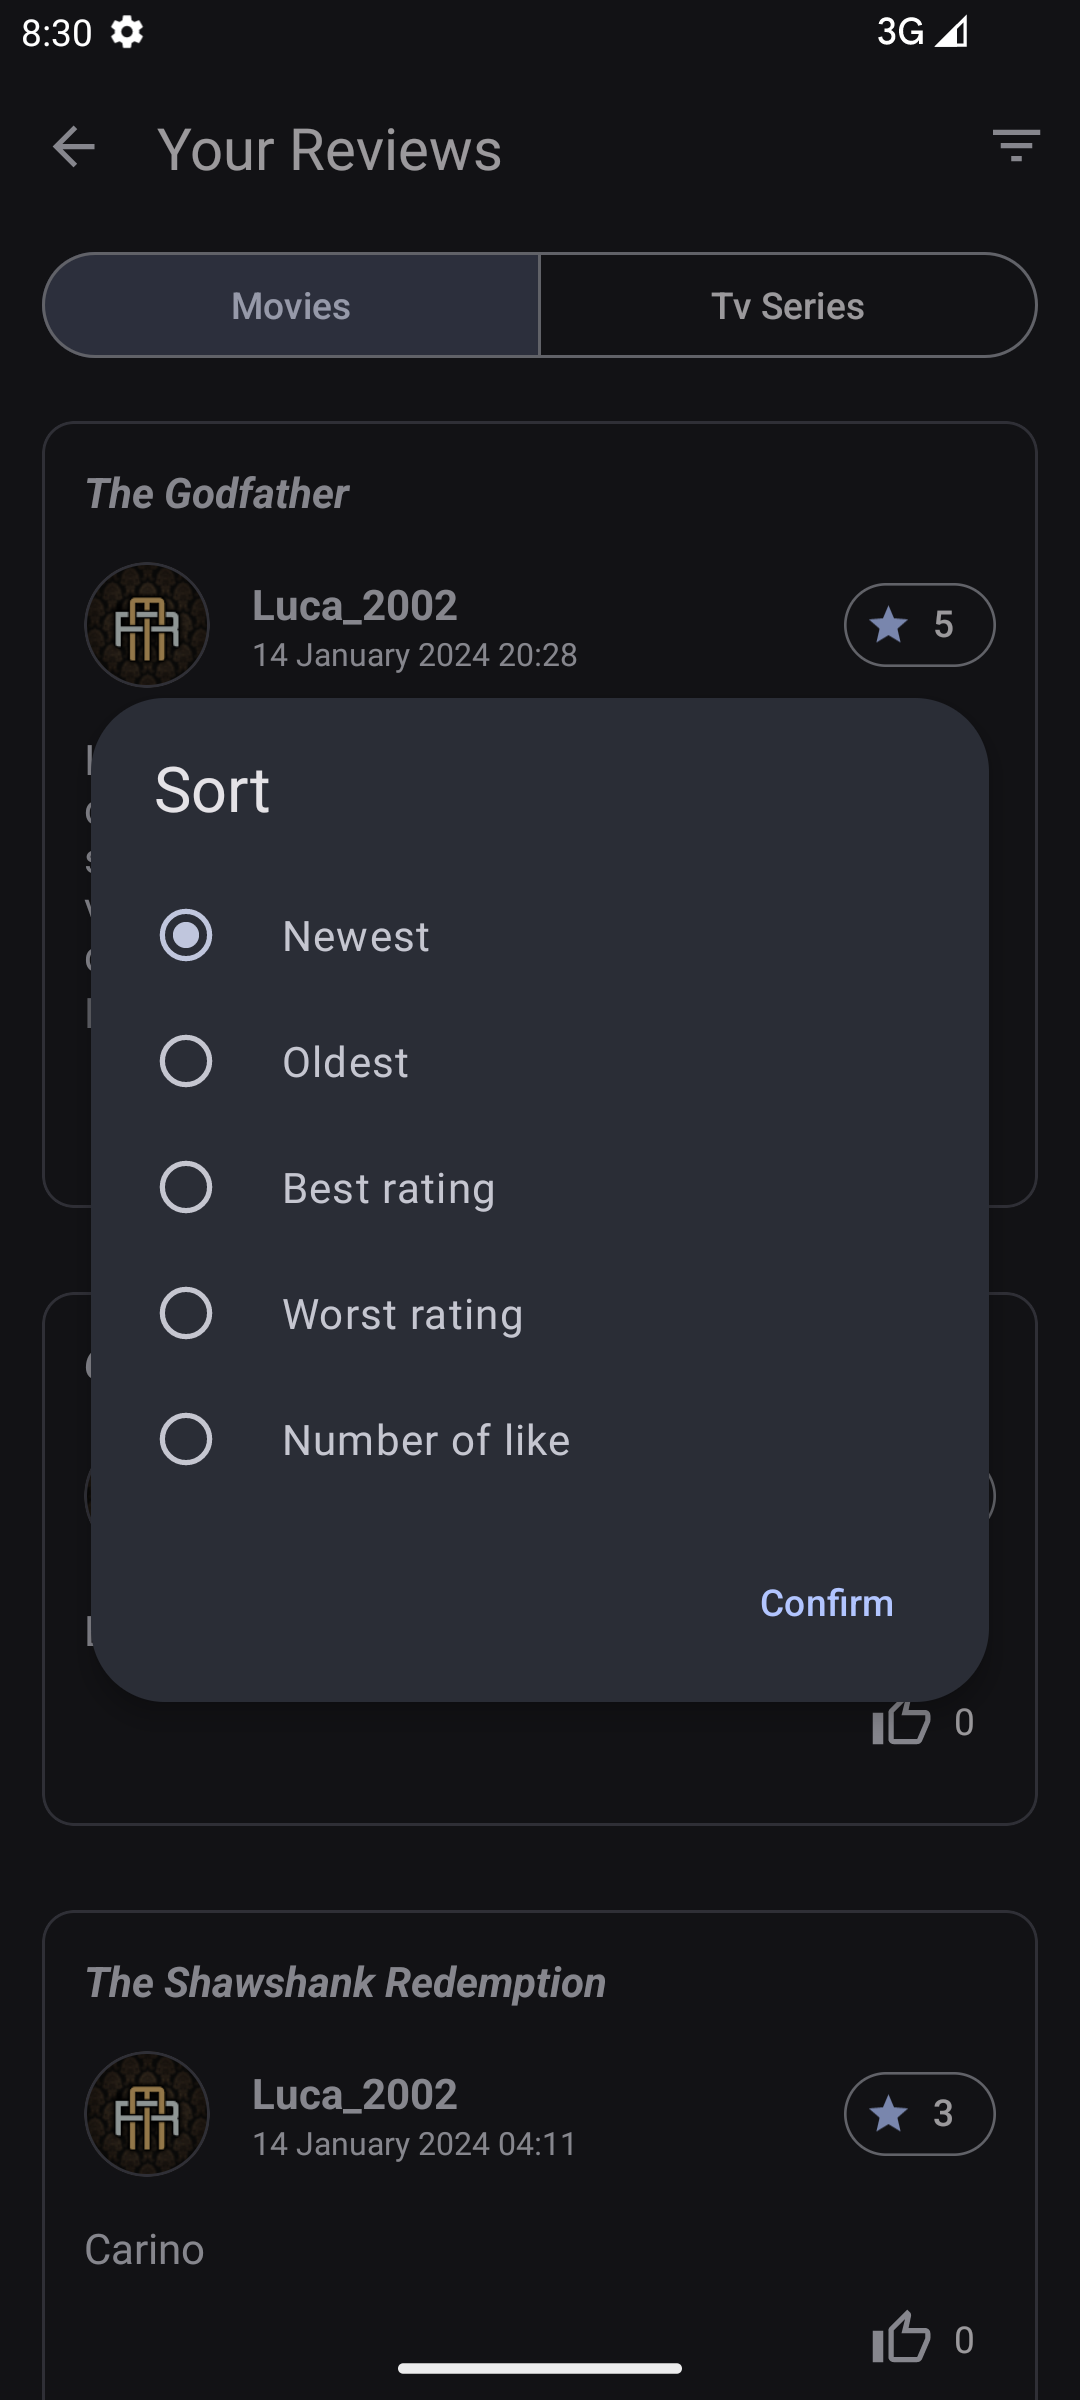 8:30
3G
Your Reviews
Movies
Tv Series
The Godfather
Luca_2002
14 January 2024 20:28
5
Sort
Newest
Oldest
Best rating
Worst rating
Number of like
Confirm
0
The Shawshank Redemption
Luca_2002
14 January 2024 04:11
3
Carino
0